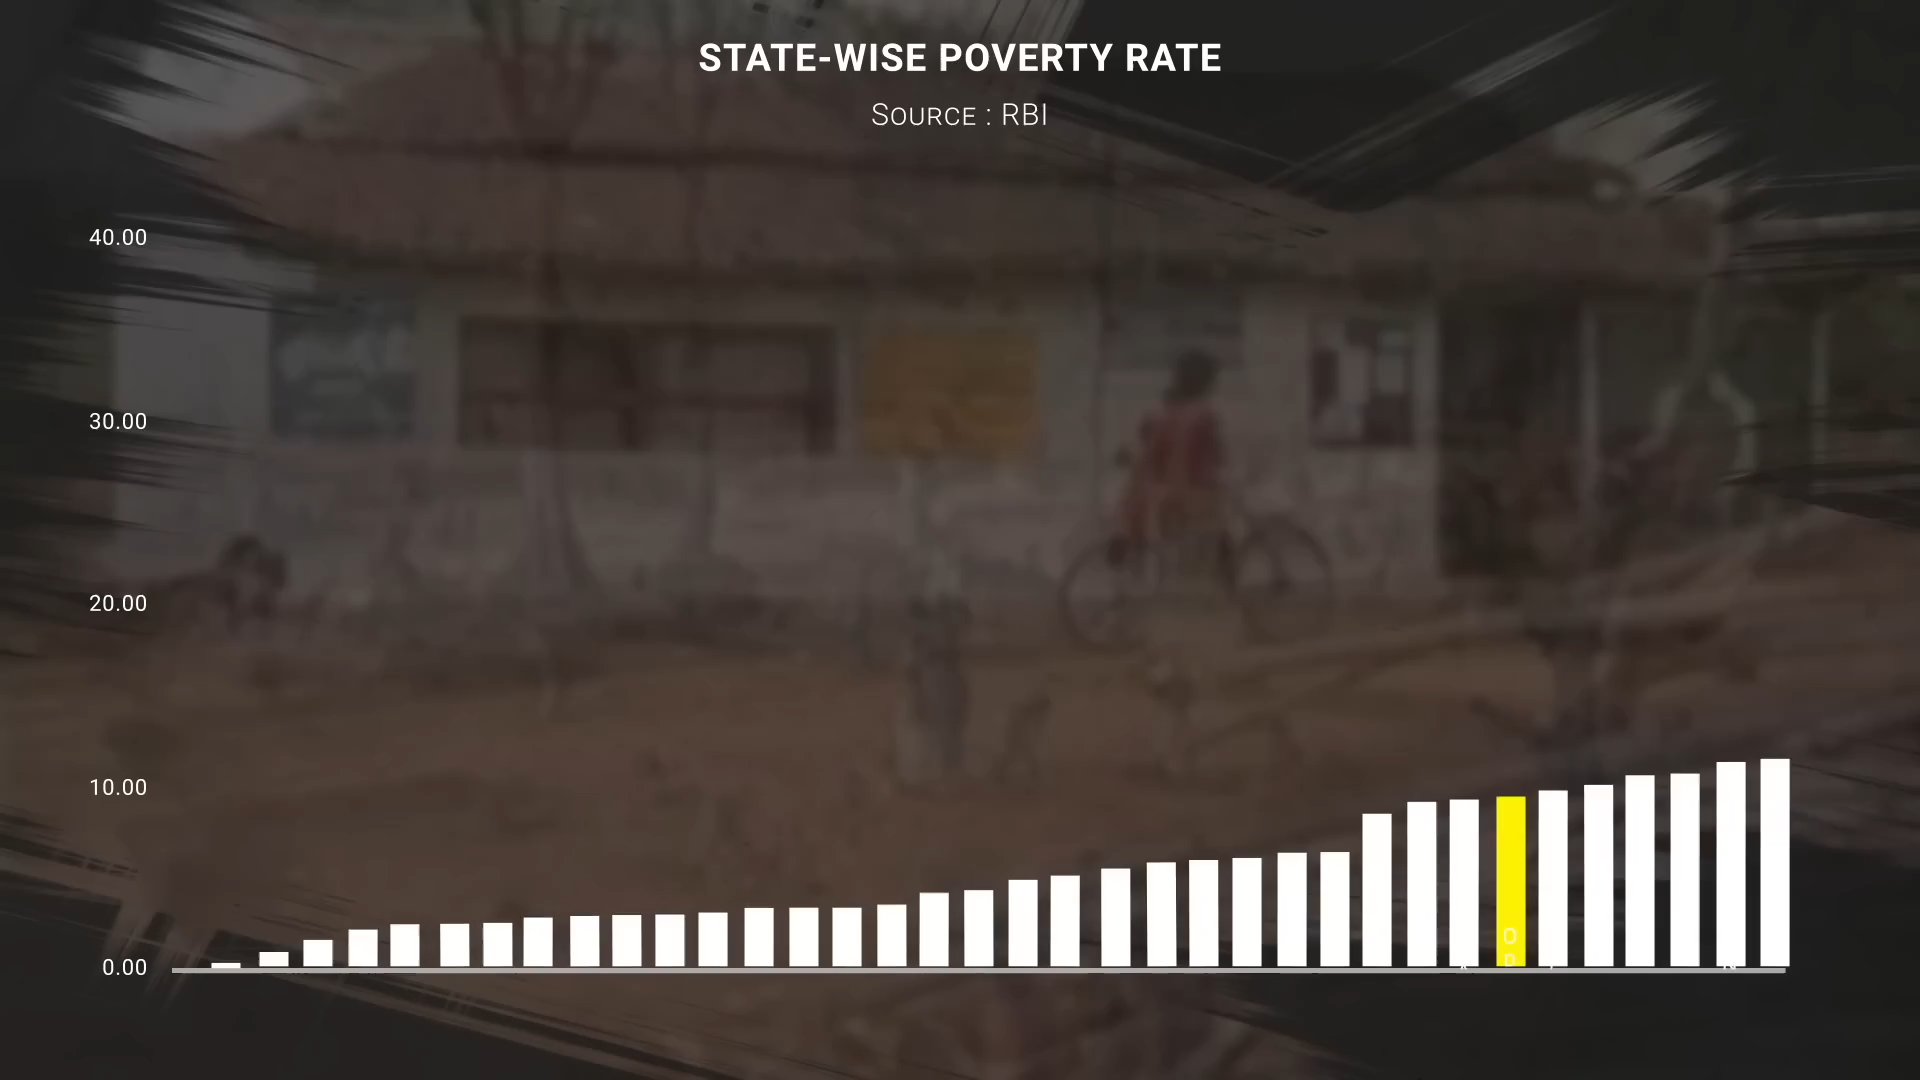 STATE-WISE POVERTY RATE
SOURCE : RBI
40.00
30.00
20.00
10.00
0.00
O
D